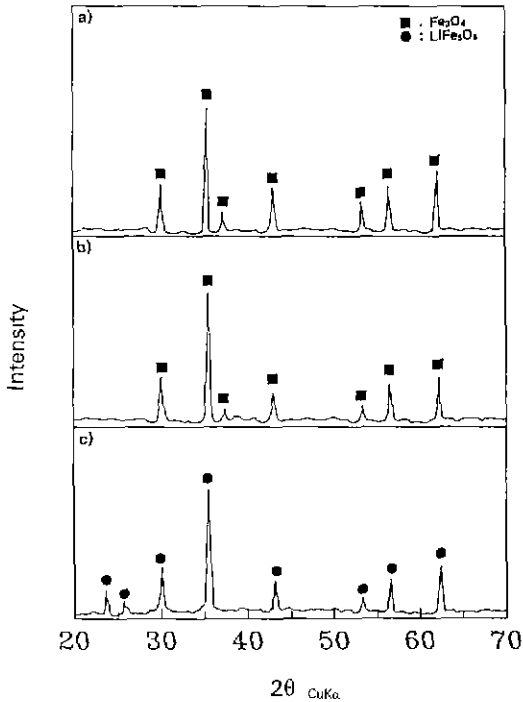 a)
■ : Fe₃O₄
● : LiFe₅O₈
b)
c)
Intensity
20 30 40 50 60 70
2θ CuKα